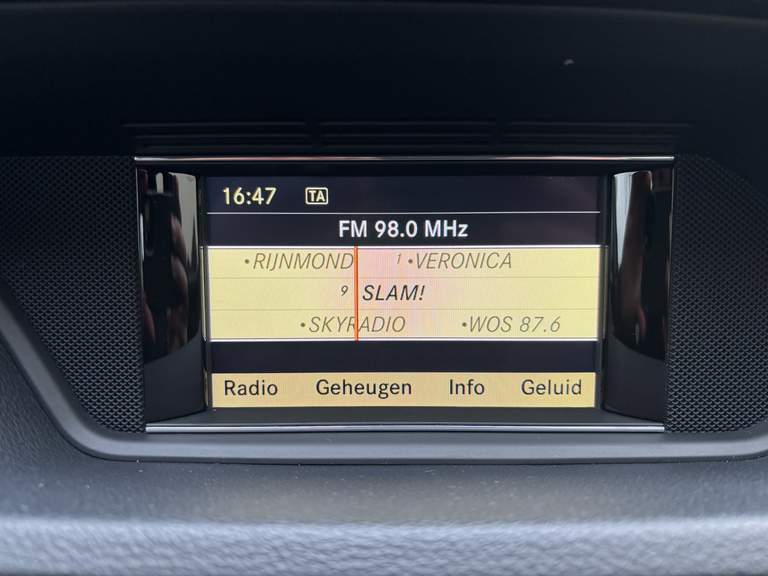 16:47 TA
FM 98.0 MHz
•RIJNMOND 1 •VERONICA
9 SLAM!
•SKYRADIO •WOS 87.6
Radio Geheugen Info Geluid